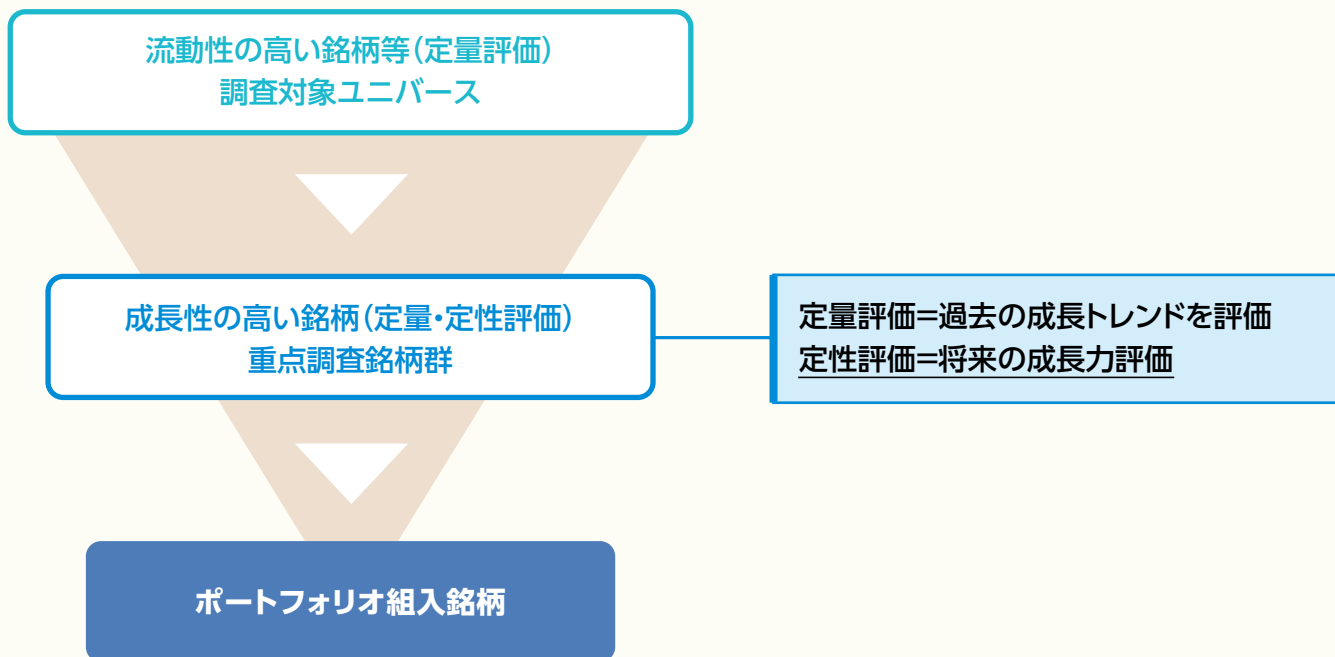 流動性の高い銘柄等(定量評価)
調査対象ユニバース
成長性の高い銘柄(定量・定性評価)
重点調査銘柄群
定量評価=過去の成長トレンドを評価
定性評価=将来の成長力評価
ポートフォリオ組入銘柄